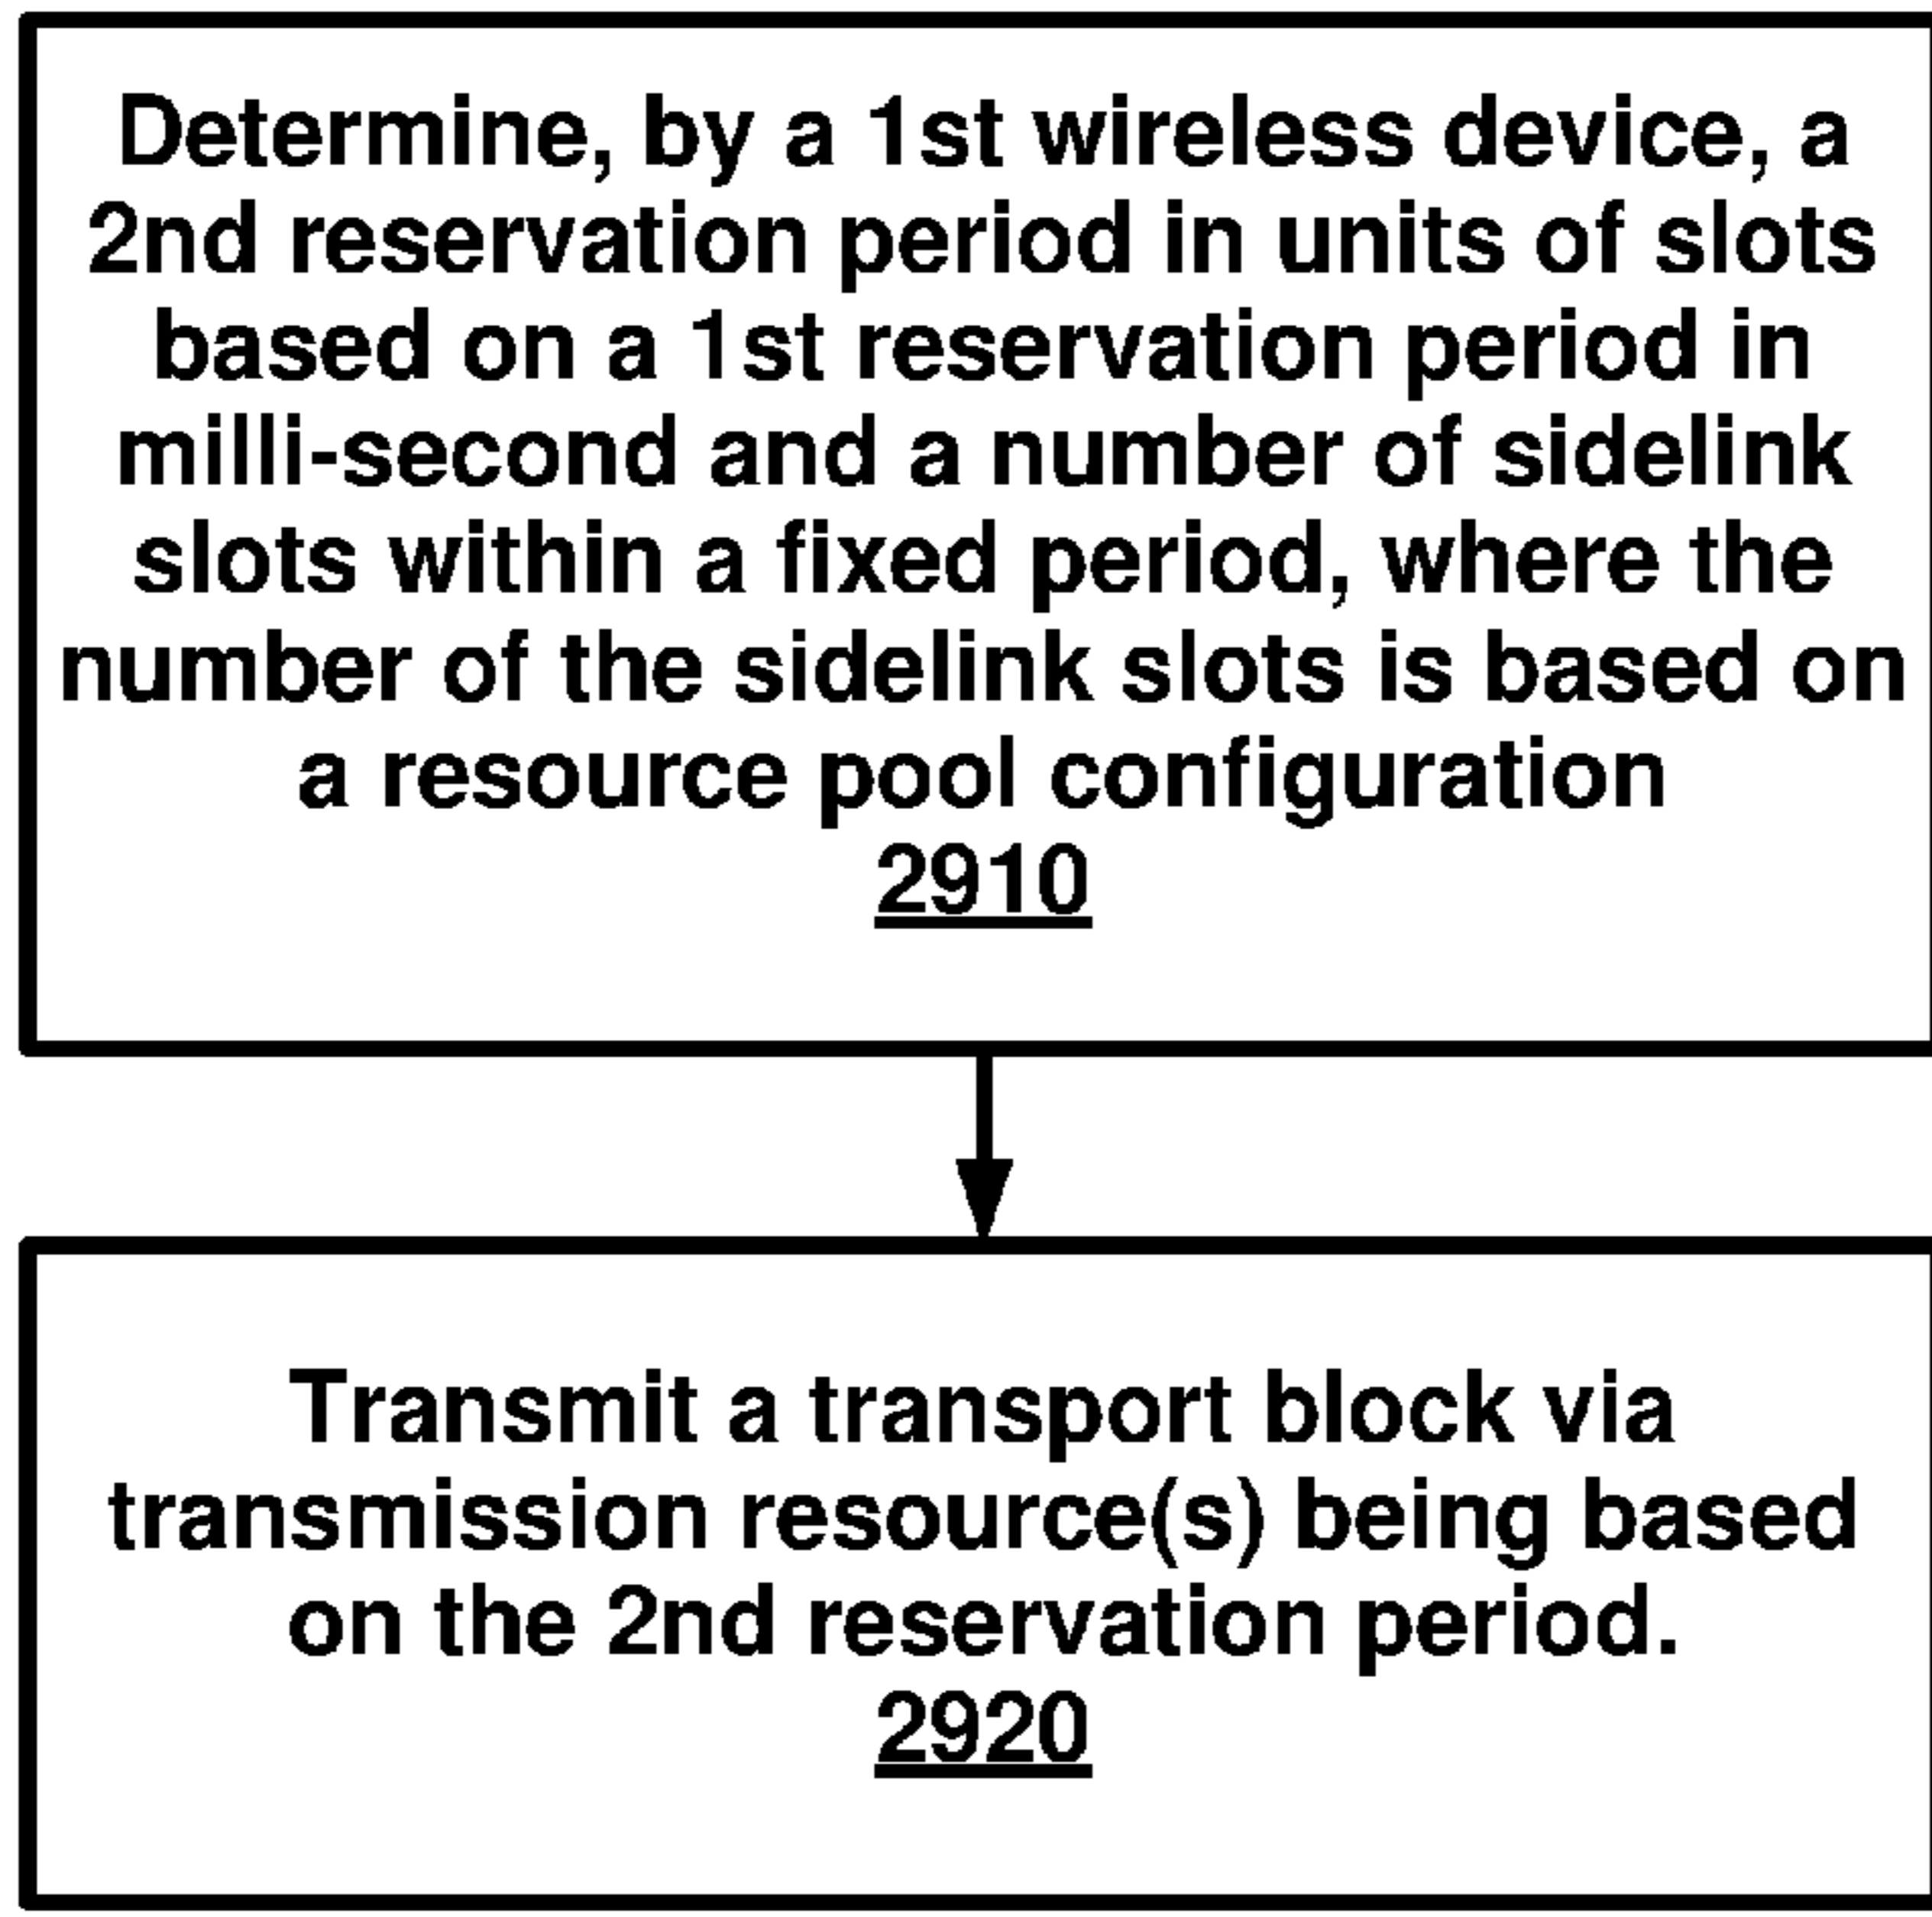 Determine, by a 1st wireless device, a
2nd reservation period in units of slots
based on a 1st reservation period in
milli-second and a number of sidelink
slots within a fixed period, where the
number of the sidelink slots is based on
a resource pool configuration
2910
Transmit a transport block via
transmission resource(s) being based
on the 2nd reservation period.
2920